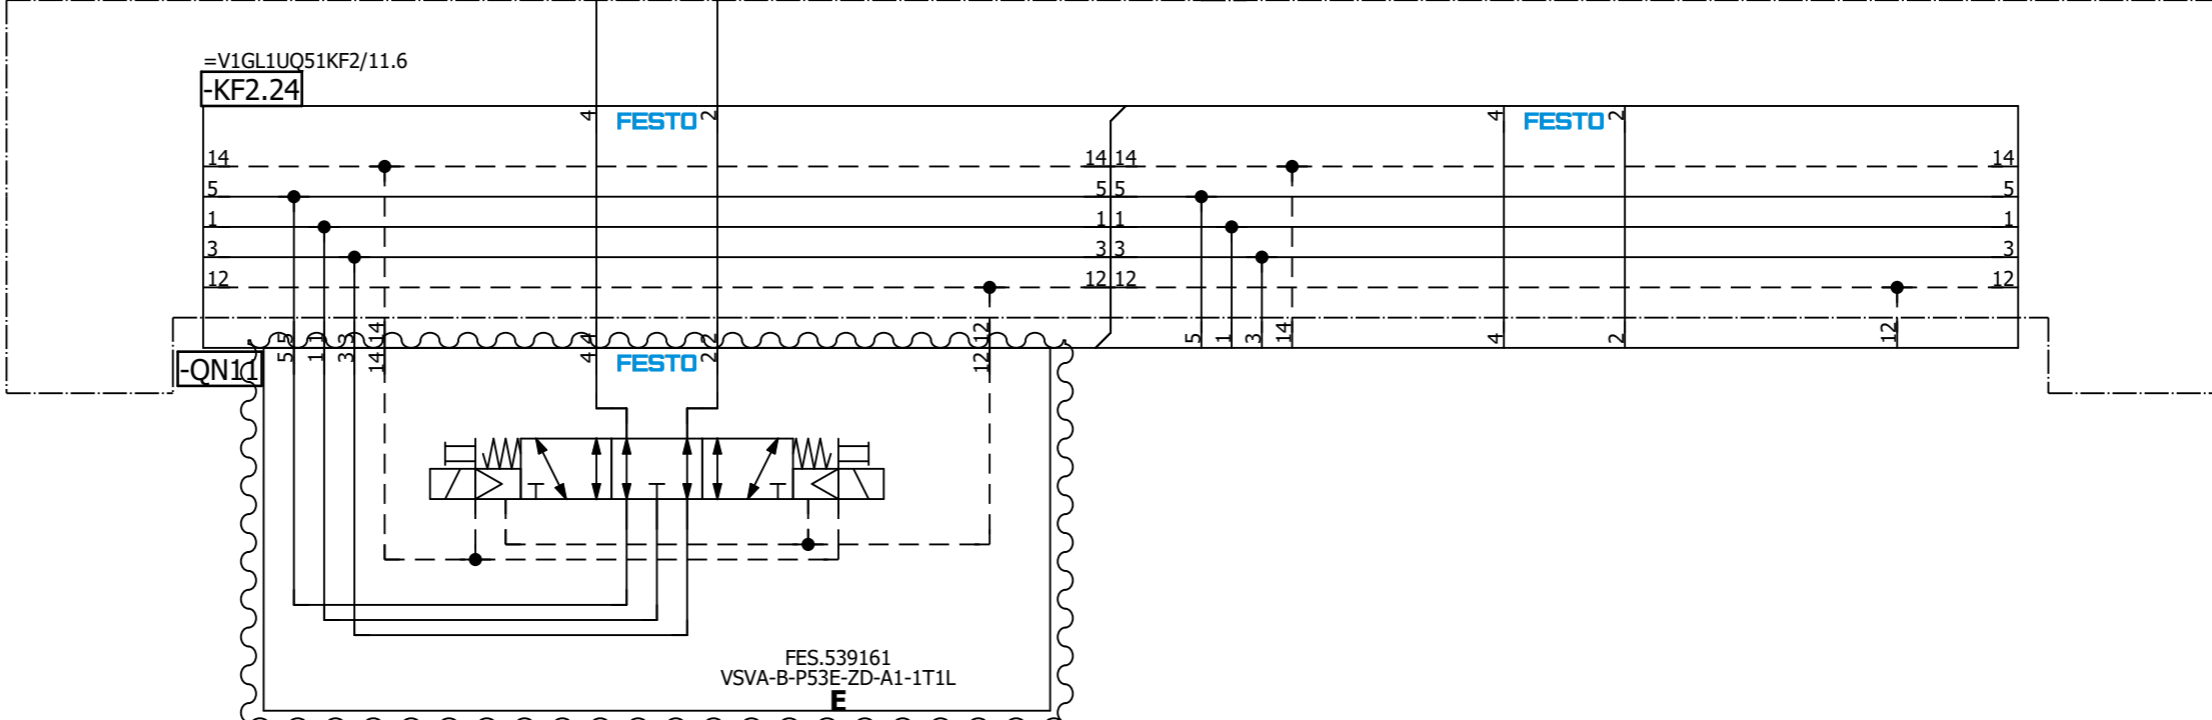 =V1GL1UQ51KF2/11.6
-KF2.24
4 FESTO 2 4 FESTO 2
14 14 14 14
5 5 5 5
1 1 1 1
3 3 3 3
12 12 12 12
5 1 3 14 4 2 12 5 1 3 14 4 2 12
-QN11 5 1 3 14 4 FESTO 2 12
FES.539161
VSVA-B-P53E-ZD-A1-1T1L
E